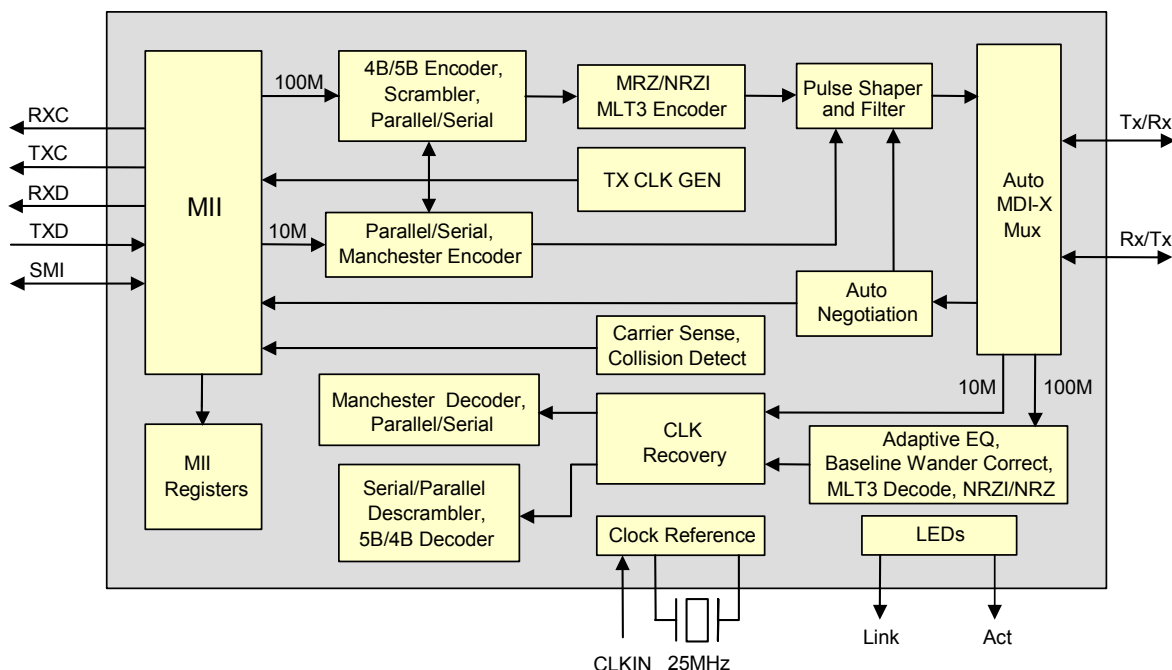 RXC
TXC
RXD
TXD
SMI
MII
100M
4B/5B Encoder,
Scrambler,
Parallel/Serial
MRZ/NRZI
MLT3 Encoder
Pulse Shaper
and Filter
TX CLK GEN
10M
Parallel/Serial,
Manchester Encoder
Auto
Negotiation
Auto
MDI-X
Mux
Tx/Rx
Rx/Tx
Carrier Sense,
Collision Detect
10M
100M
Manchester Decoder,
Parallel/Serial
CLK
Recovery
Adaptive EQ,
Baseline Wander Correct,
MLT3 Decode, NRZI/NRZ
MII
Registers
Serial/Parallel
Descrambler,
5B/4B Decoder
Clock Reference
LEDs
CLKIN
25MHz
Link
Act